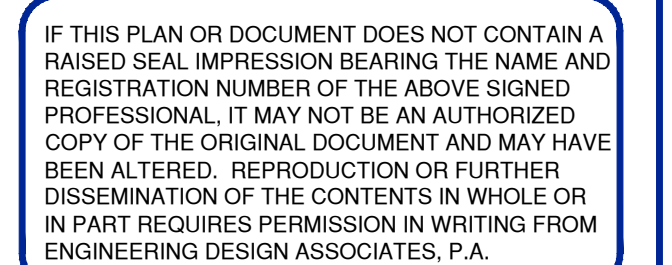 IF THIS PLAN OR DOCUMENT DOES NOT CONTAIN A
RAISED SEAL IMPRESSION BEARING THE NAME AND
REGISTRATION NUMBER OF THE ABOVE SIGNED
PROFESSIONAL, IT MAY NOT BE AN AUTHORIZED
COPY OF THE ORIGINAL DOCUMENT AND MAY HAVE
BEEN ALTERED.  REPRODUCTION OR FURTHER
DISSEMINATION OF THE CONTENTS IN WHOLE OR
IN PART REQUIRES PERMISSION IN WRITING FROM
ENGINEERING DESIGN ASSOCIATES, P.A.